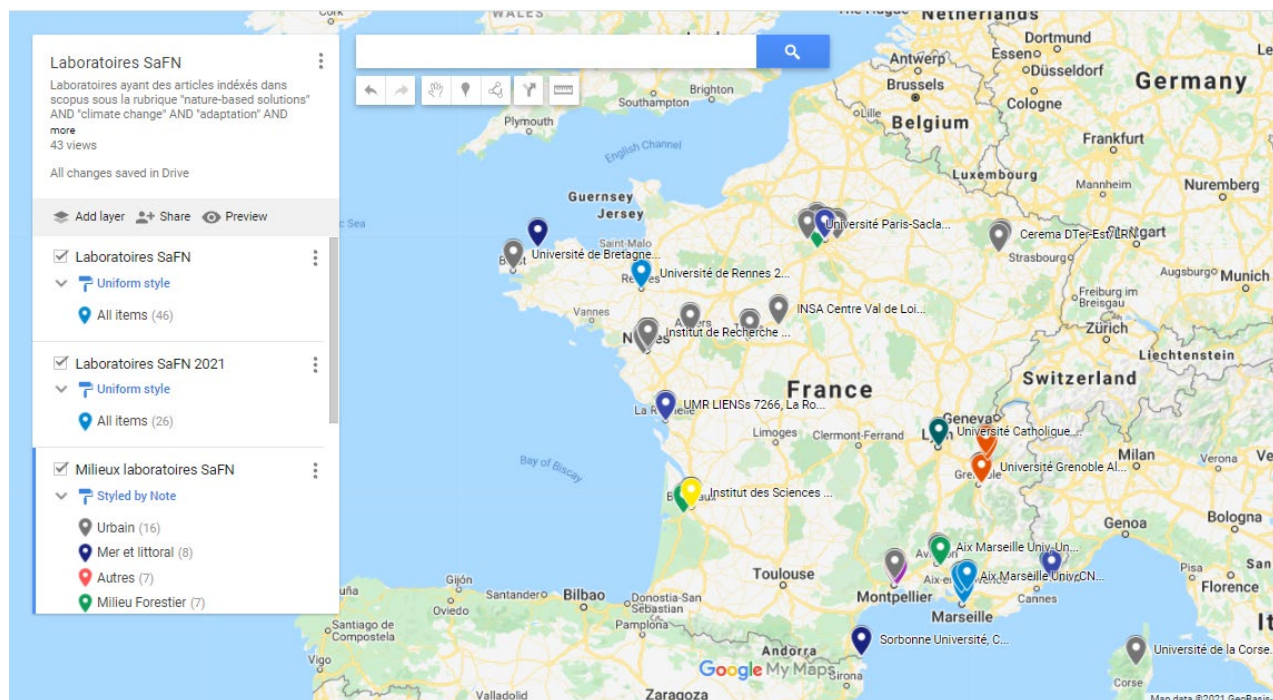 Laboratoires SaFN
Laboratoires ayant des articles indéxés dans
scopus sous la rubrique "nature-based solutions"
AND "climate change" AND "adaptation" AND
more
43 views
All changes saved in Drive
Add layer
Share
Preview
Laboratoires SaFN
Uniform style
All items (46)
Laboratoires SaFN 2021
Uniform style
All items (26)
Milieux laboratoires SaFN
Styled by Note
Urbain (16)
Mer et littoral (8)
Autres (7)
Milieu Forestier (7)
WALES
Netherlands
Dortmund
Essen
Düsseldorf
Antwerp
Brussels
Cologne
Germany
Belgium
Lille
Brighton
Southampton
Plymouth
English Channel
Frankfurt
Luxembourg
Mannheim
Nuremberg
Guernsey
Jersey
Université Paris-Sacla...
Cerema DTer-Est/LRN
Stuttgart
Strasbourg
Saint-Malo
Université de Bretagne...
Université de Rennes 2...
Augsburg
Munich
Freiburg im
Breisgau
Vannes
INSA Centre Val de Loi...
Institut de Recherche ...
Zürich
Liechtenstein
France
Switzerland
UMR LIENSs 7266, La Ro...
Geneva
Limoges
Clermont-Ferrand
Université Catholique...
Milan
Verona
Bay of Biscay
Université Grenoble Al...
Institut des Sciences ...
Genoa
Bologna
Aix Marseille Univ-Un...
Toulouse
Aix Marseille Univ, CN...
Montpellier
Cannes
Pisa
Florence
Marseille
Gijón
Santander
Bilbao
Donostia-San
Sebastián
Oviedo
Pamplona
Santiago de
Compostela
Sorbonne Université, C...
Andorra
Google My Maps
Girona
Université de la Corse...
Corse
Vigo
Valladolid
Zaragoza
Map data ©2021 GeoBasis-